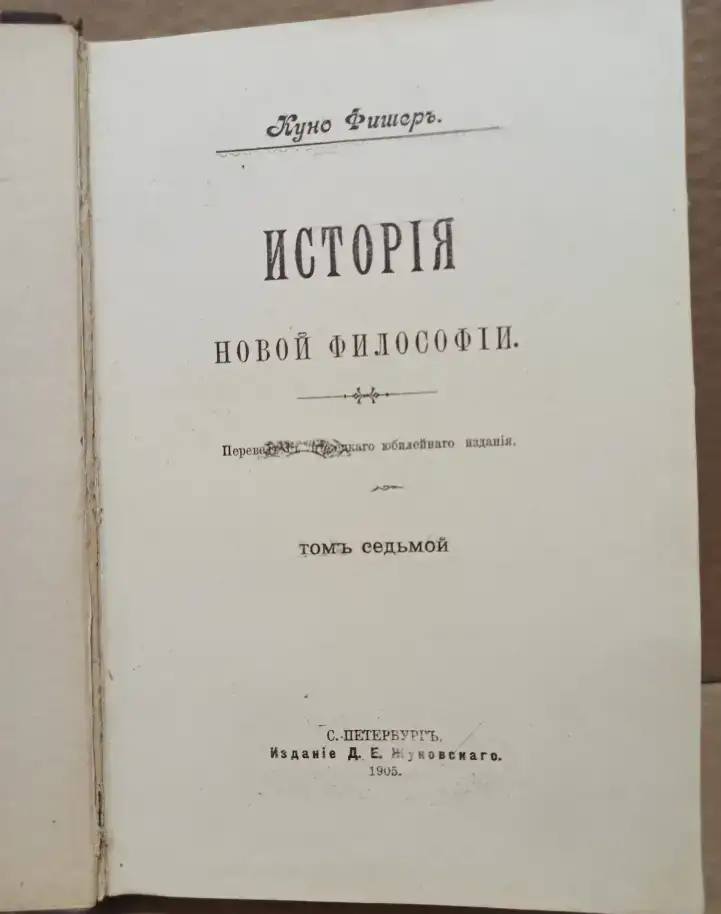 Куно Фишеръ.
ИСТОРІЯ
НОВОЙ ФИЛОСОФІИ.
юбилейнаго изданія.
ТОМЪ СЕДЬМОЙ
С.-ПЕТЕРБУРГЪ.
Изданіе Д. Е. Жуковскаго.
1905.